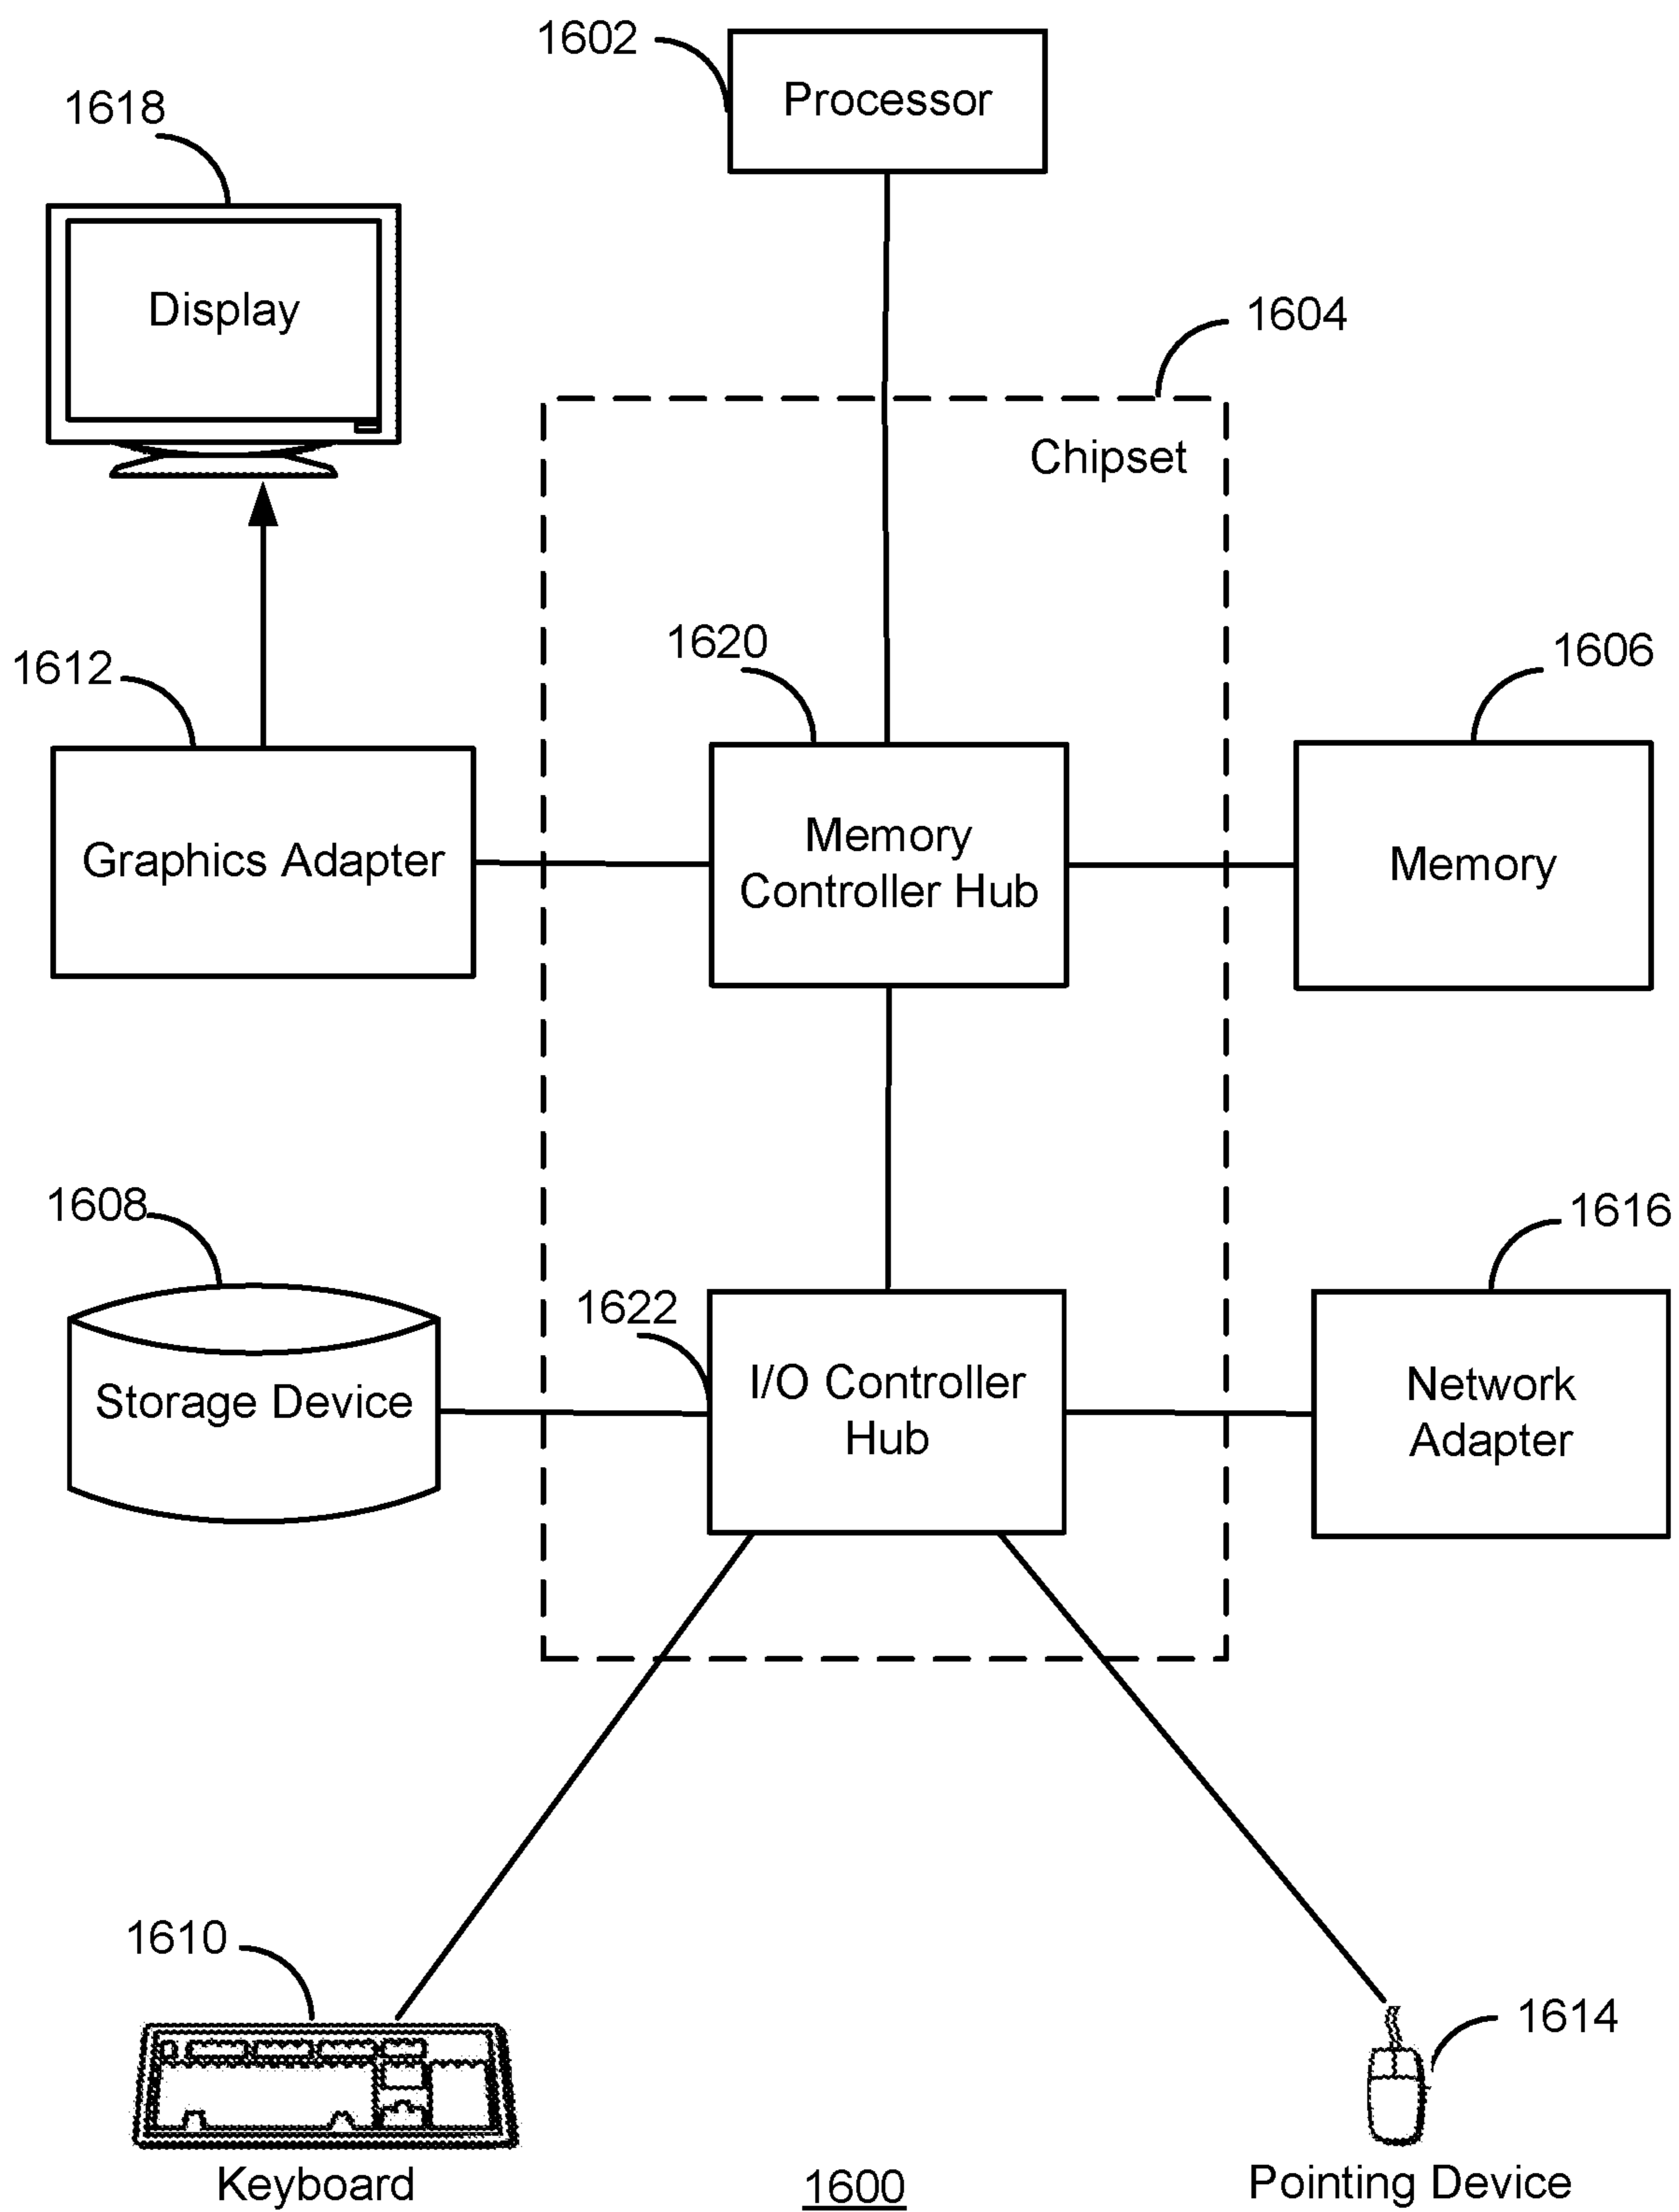 1602
Processor
1618
Display
1604
Chipset
1620
1606
1612
Memory
Controller Hub
Graphics Adapter
Memory
1608
1616
1622
I/O Controller
Hub
Storage Device
Network
Adapter
1610
1614
Keyboard
1600
Pointing Device